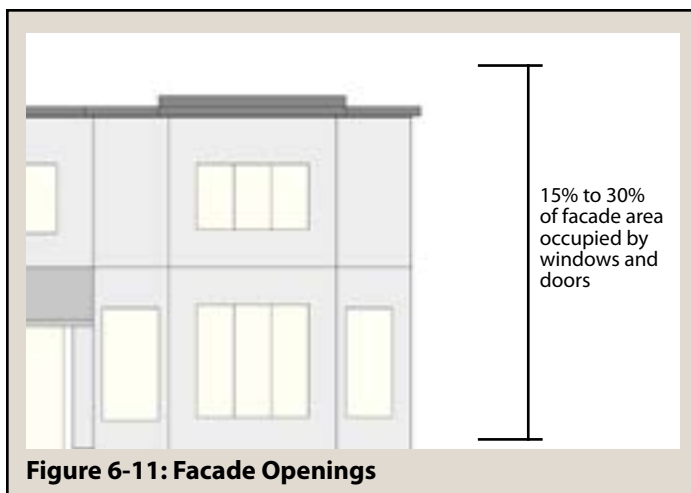 15% to 30%
of facade area
occupied by
windows and
doors
Figure 6-11: Facade Openings